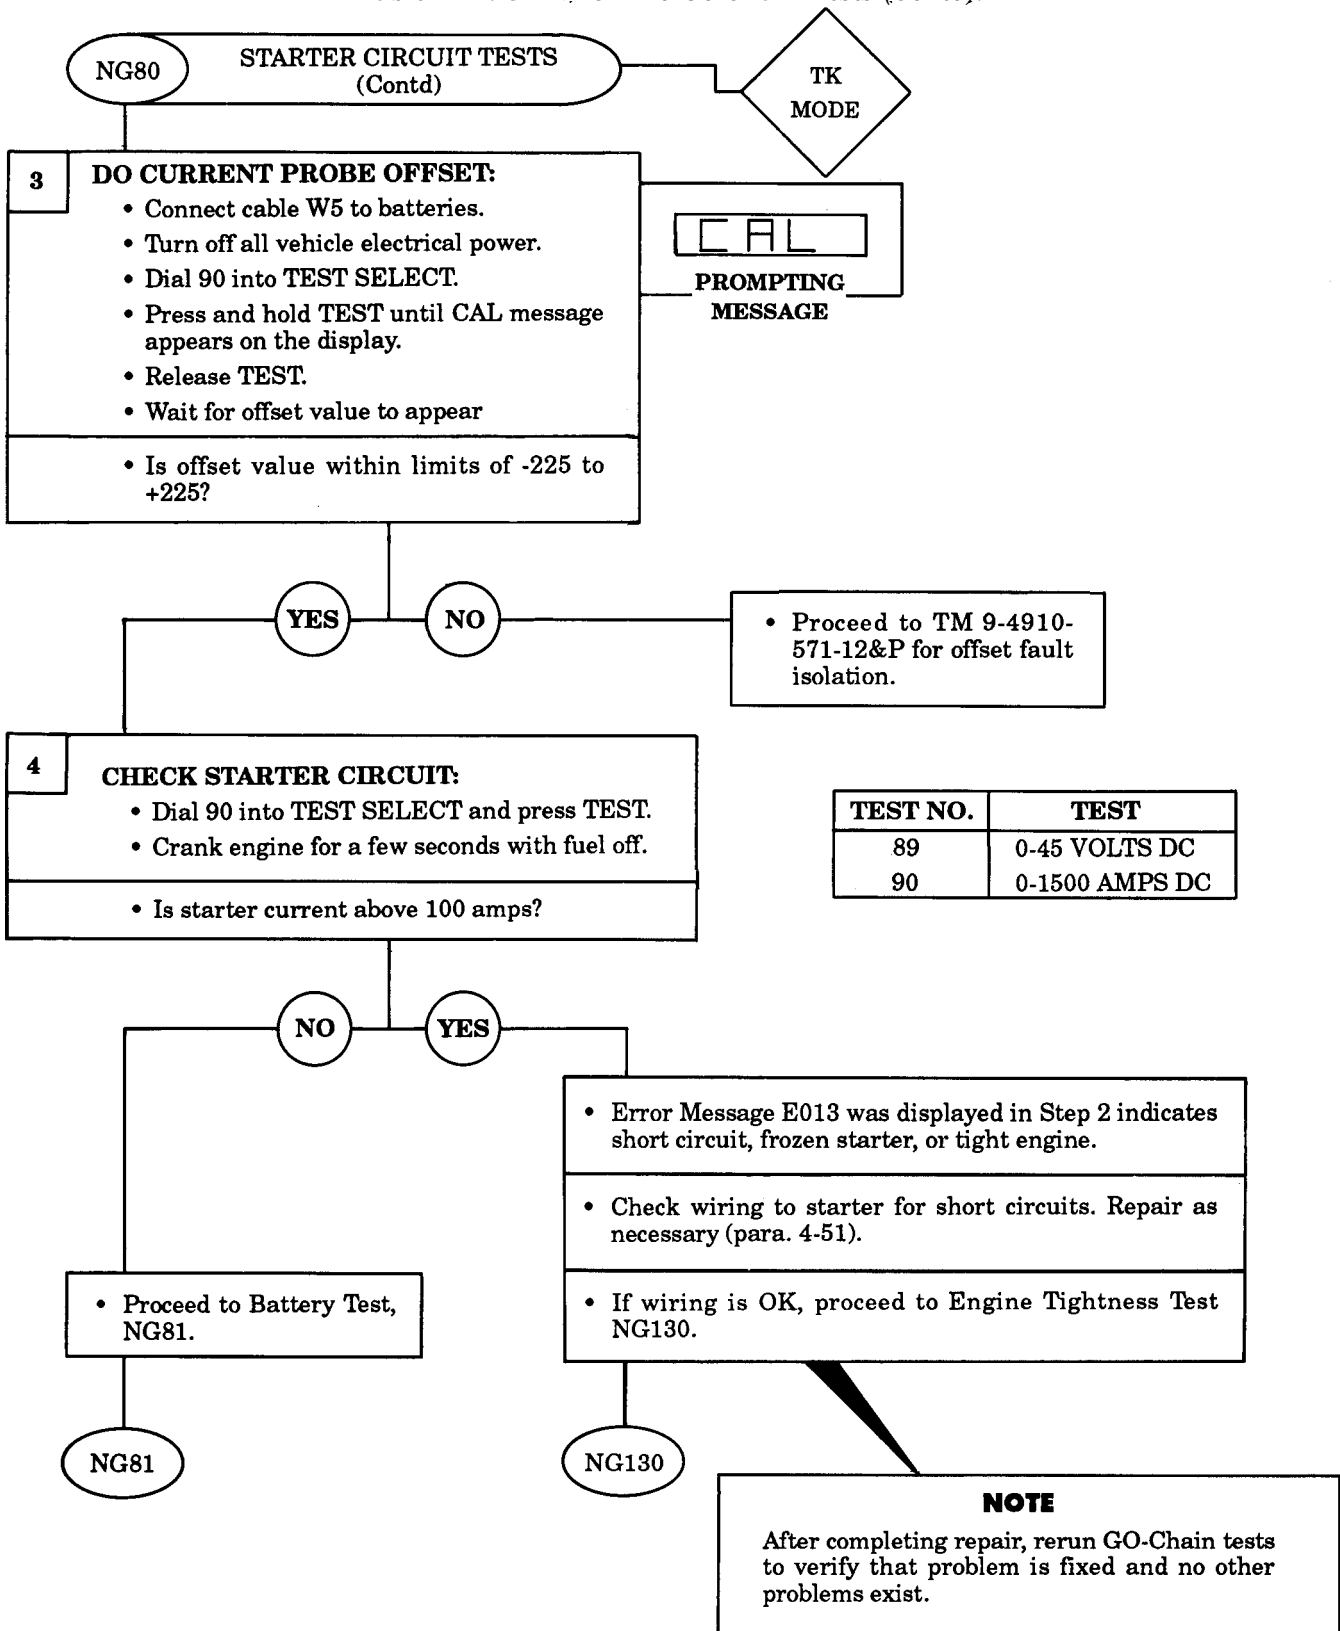 NG80
STARTER CIRCUIT TESTS
(Contd)
TK
MODE
3
DO CURRENT PROBE OFFSET:
• Connect cable W5 to batteries.
• Turn off all vehicle electrical power.
• Dial 90 into TEST SELECT.
• Press and hold TEST until CAL message
appears on the display.
• Release TEST.
• Wait for offset value to appear
• Is offset value within limits of -225 to
+225?
CAL
PROMPTING
MESSAGE
YES
NO
• Proceed to TM 9-4910-
571-12&P for offset fault
isolation.
4
CHECK STARTER CIRCUIT:
• Dial 90 into TEST SELECT and press TEST.
• Crank engine for a few seconds with fuel off.
• Is starter current above 100 amps?
TEST NO. TEST
89 0-45 VOLTS DC
90 0-1500 AMPS DC
NO
YES
• Error Message E013 was displayed in Step 2 indicates
short circuit, frozen starter, or tight engine.
• Check wiring to starter for short circuits. Repair as
necessary (para. 4-51).
• If wiring is OK, proceed to Engine Tightness Test
NG130.
• Proceed to Battery Test,
NG81.
NG81
NG130
NOTE
After completing repair, rerun GO-Chain tests
to verify that problem is fixed and no other
problems exist.